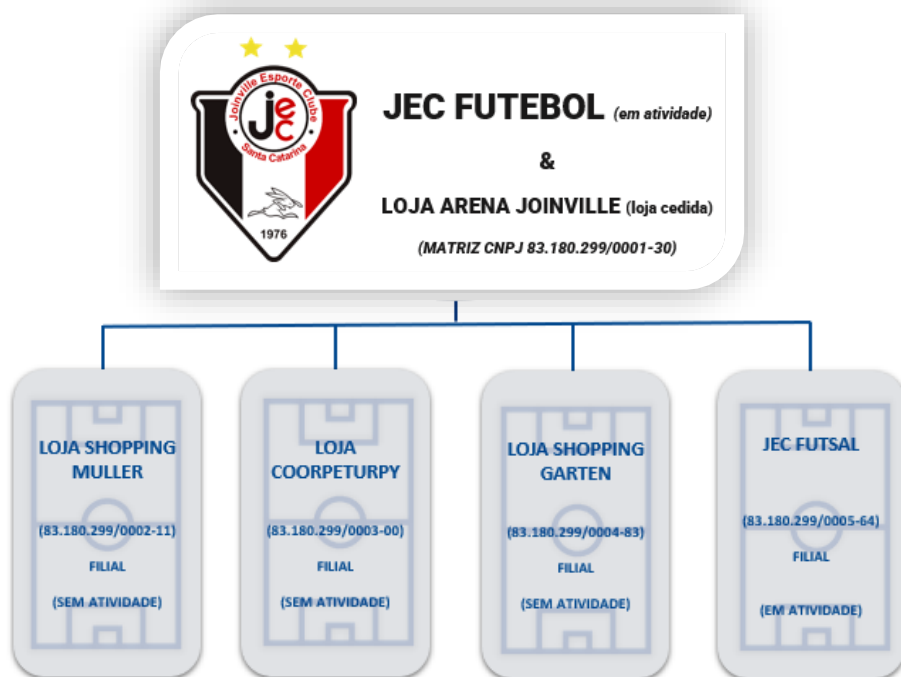 Joinville Esporte Clube
jec
Santa Catarina
1976
JEC FUTEBOL (em atividade)
&
LOJA ARENA JOINVILLE (loja cedida)
(MATRIZ CNPJ 83.180.299/0001-30)
LOJA SHOPPING
MULLER
(83.180.299/0002-11)
FILIAL
(SEM ATIVIDADE)
LOJA
COORPETURPY
(83.180.299/0003-00)
FILIAL
(SEM ATIVIDADE)
LOJA SHOPPING
GARTEN
(83.180.299/0004-83)
FILIAL
(SEM ATIVIDADE)
JEC FUTSAL
(83.180.299/0005-64)
FILIAL
(EM ATIVIDADE)